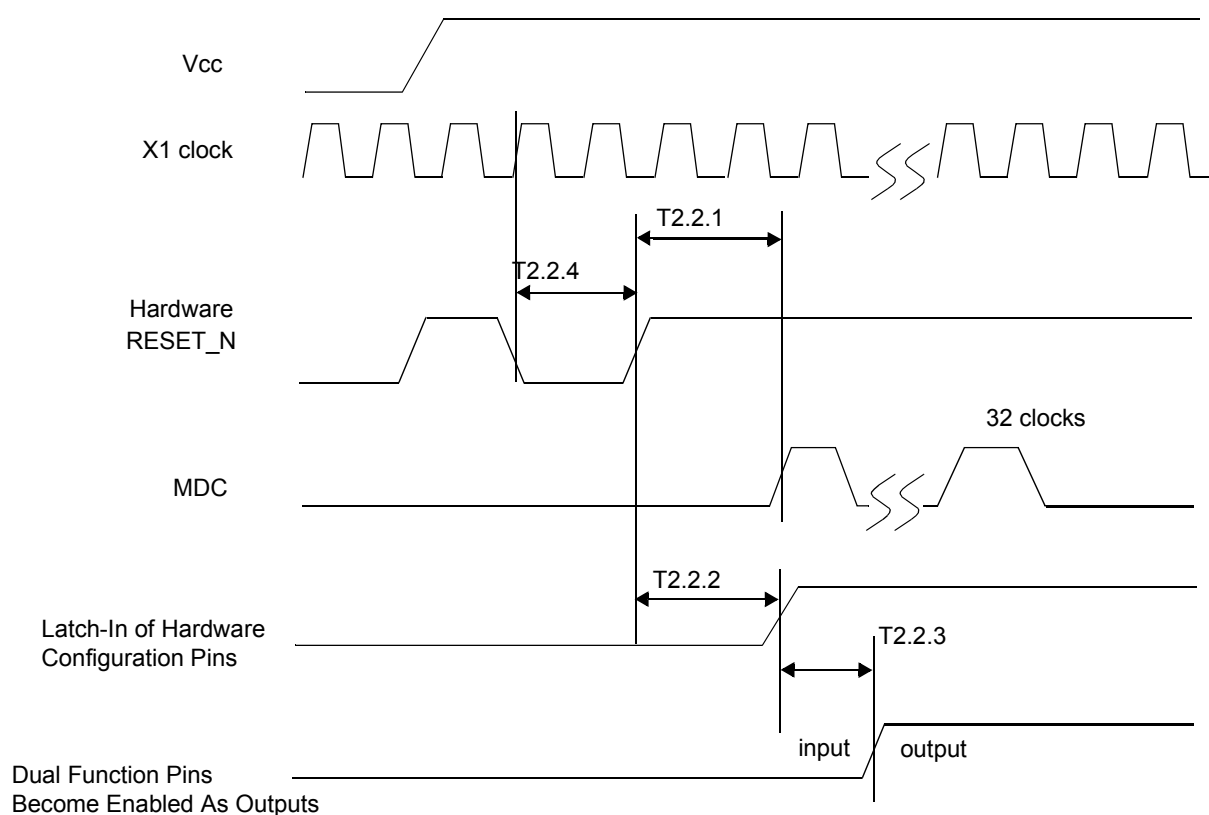 Vcc
X1 clock
T2.2.1
T2.2.4
Hardware
RESET_N
32 clocks
MDC
T2.2.2
Latch-In of Hardware
Configuration Pins
T2.2.3
input
output
Dual Function Pins
Become Enabled As Outputs